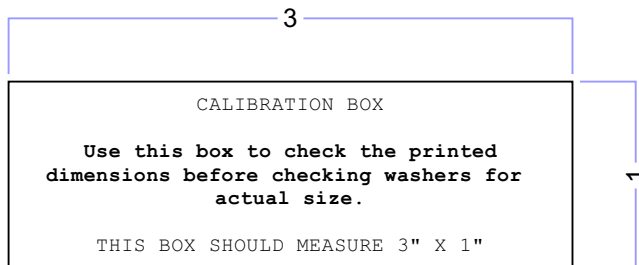 3
CALIBRATION BOX
Use this box to check the printed
dimensions before checking washers for
actual size.
1
THIS BOX SHOULD MEASURE 3" X 1"